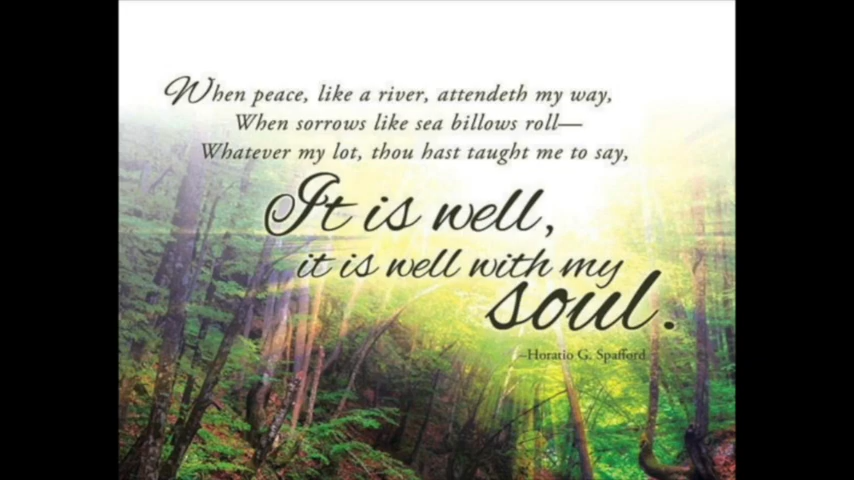 When peace, like a river, attendeth my way,
When sorrows like sea billows roll—
Whatever my lot, thou hast taught me to say,
It is well,
it is well with my
soul.
–Horatio G. Spafford